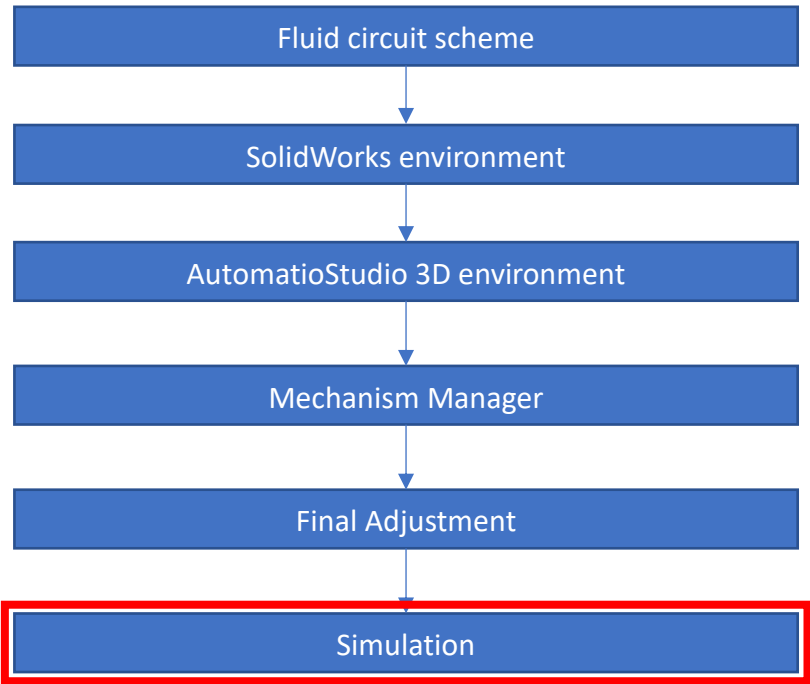 Fluid circuit scheme
SolidWorks environment
AutomatioStudio 3D environment
Mechanism Manager
Final Adjustment
Simulation